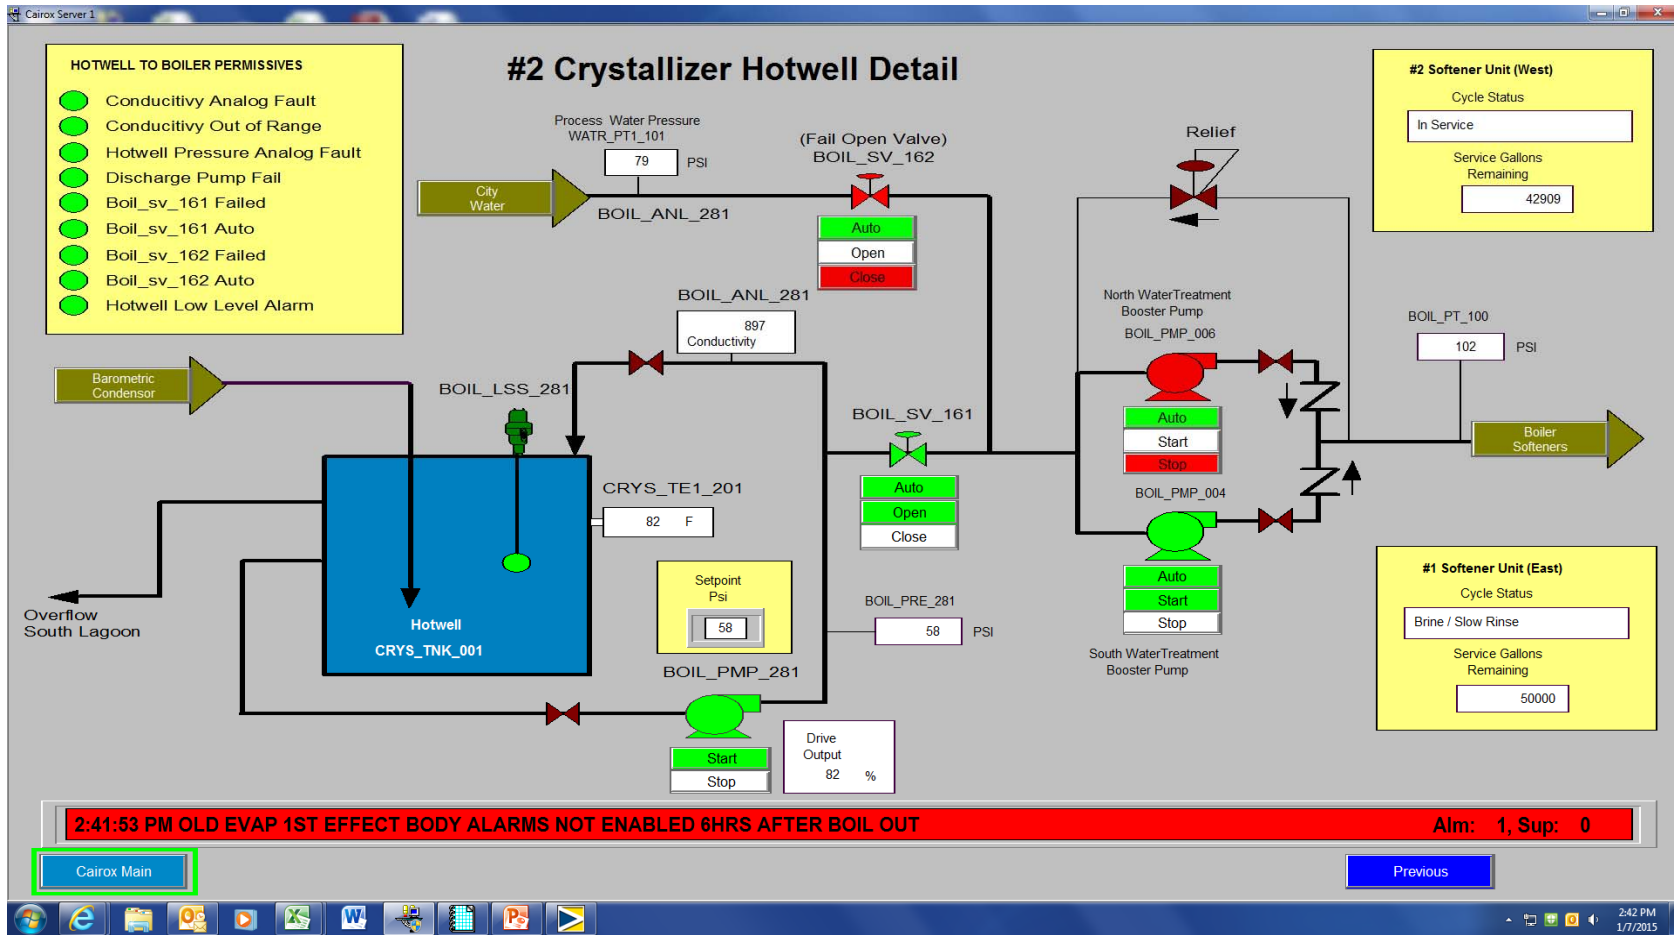 Cairox Server 1
HOTWELL TO BOILER PERMISSIVES
Conducitivy Analog Fault
Conducitivy Out of Range
Hotwell Pressure Analog Fault
Discharge Pump Fail
Boil_sv_161 Failed
Boil_sv_161 Auto
Boil_sv_162 Failed
Boil_sv_162 Auto
Hotwell Low Level Alarm
#2 Crystallizer Hotwell Detail
Process Water Pressure
WATR_PT1_101
79 PSI
City
Water
BOIL_ANL_281
(Fail Open Valve)
BOIL_SV_162
Auto
Open
Close
Relief
#2 Softener Unit (West)
Cycle Status
In Service
Service Gallons
Remaining
42909
BOIL_ANL_281
897
Conductivity
North WaterTreatment
Booster Pump
BOIL_PMP_006
Auto
Start
Stop
BOIL_PT_100
102 PSI
Barometric
Condensor
BOIL_LSS_281
BOIL_SV_161
Auto
Open
Close
Boiler
Softeners
CRYS_TE1_201
82 F
BOIL_PMP_004
Auto
Start
Stop
South WaterTreatment
Booster Pump
Overflow
South Lagoon
Hotwell
CRYS_TNK_001
Setpoint
Psi
58
BOIL_PRE_281
58 PSI
BOIL_PMP_281
Start
Stop
Drive
Output
82 %
#1 Softener Unit (East)
Cycle Status
Brine / Slow Rinse
Service Gallons
Remaining
50000
2:41:53 PM OLD EVAP 1ST EFFECT BODY ALARMS NOT ENABLED 6HRS AFTER BOIL OUT Alm: 1, Sup: 0
Cairox Main
Previous
2:42 PM
1/7/2015